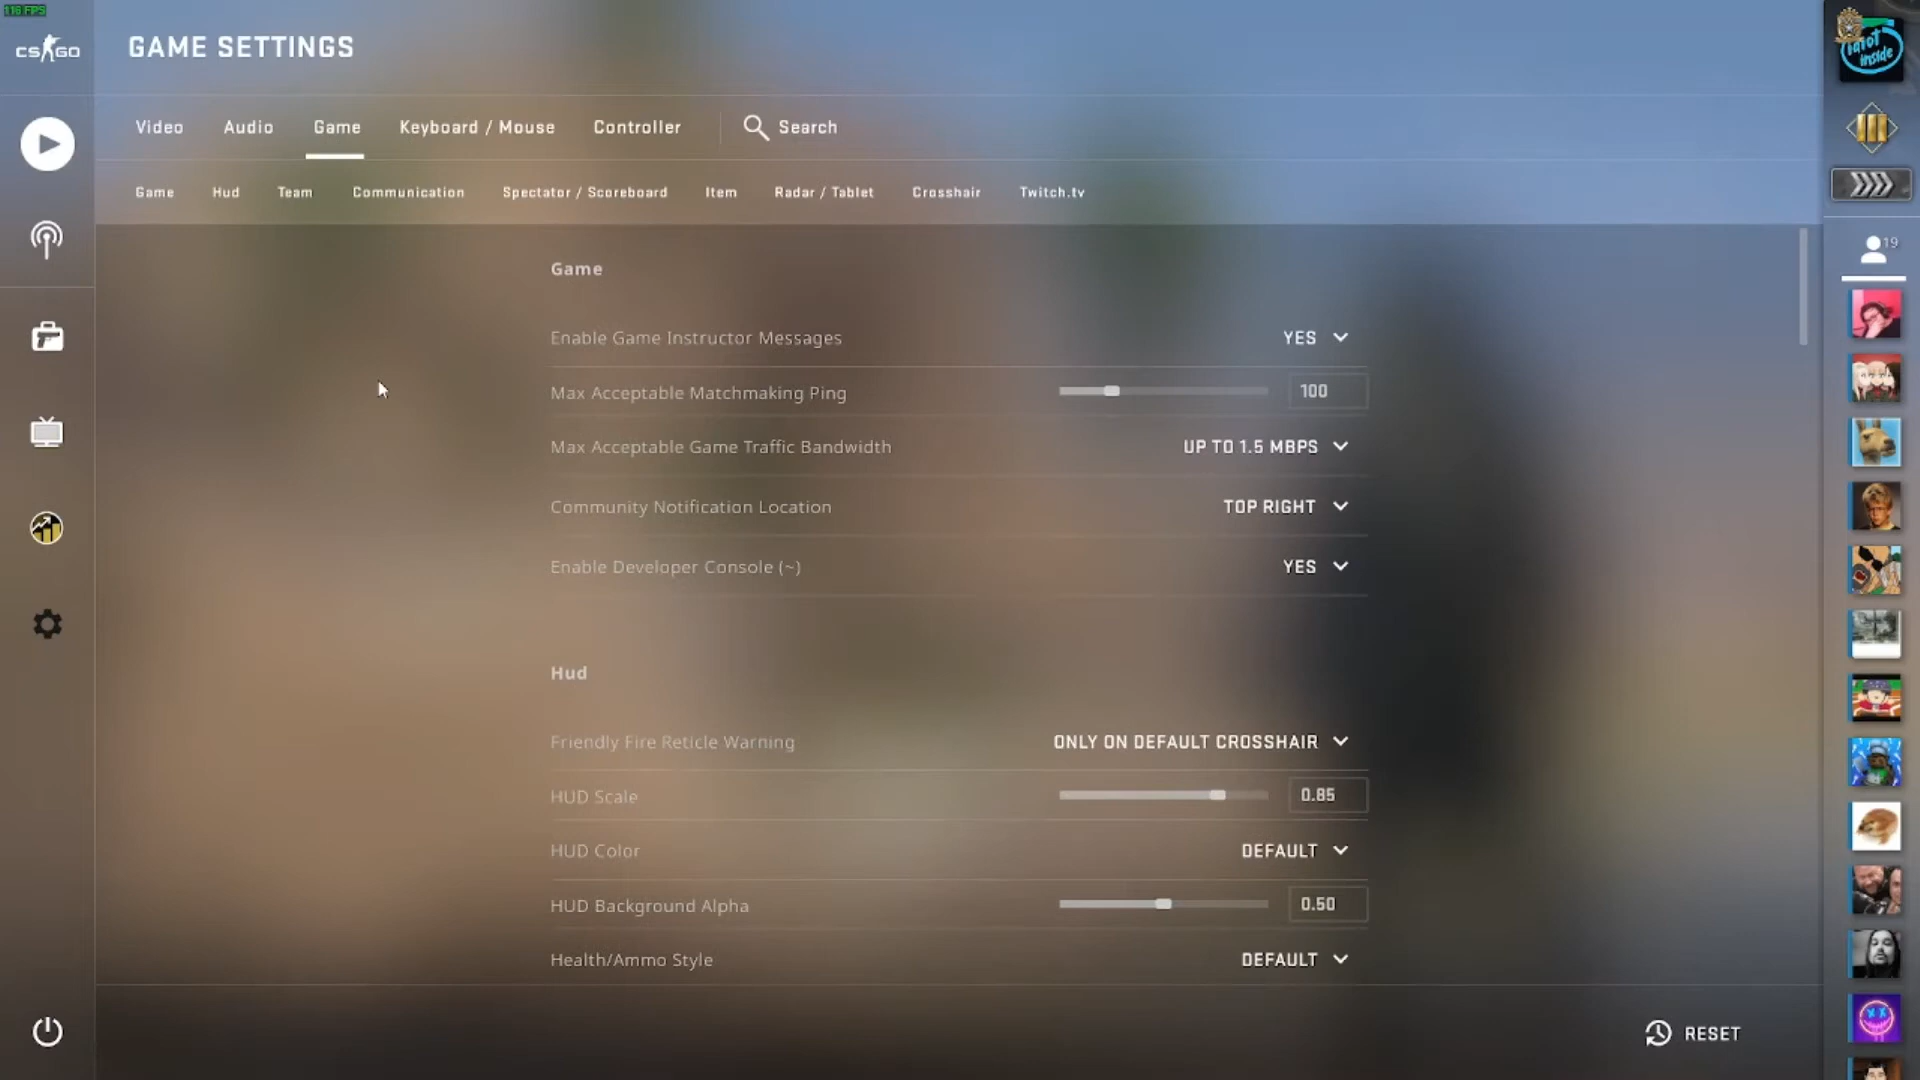 116 FPS
CS GO
GAME SETTINGS
Video Audio Game Keyboard / Mouse Controller Search
Game Hud Team Communication Spectator / Scoreboard Item Radar / Tablet Crosshair Twitch.tv
Game
Enable Game Instructor Messages YES
Max Acceptable Matchmaking Ping 100
Max Acceptable Game Traffic Bandwidth UP TO 1.5 MBPS
Community Notification Location TOP RIGHT
Enable Developer Console (~) YES
Hud
Friendly Fire Reticle Warning ONLY ON DEFAULT CROSSHAIR
HUD Scale 0.85
HUD Color DEFAULT
HUD Background Alpha 0.50
Health/Ammo Style DEFAULT
RESET
idiot
inside
19